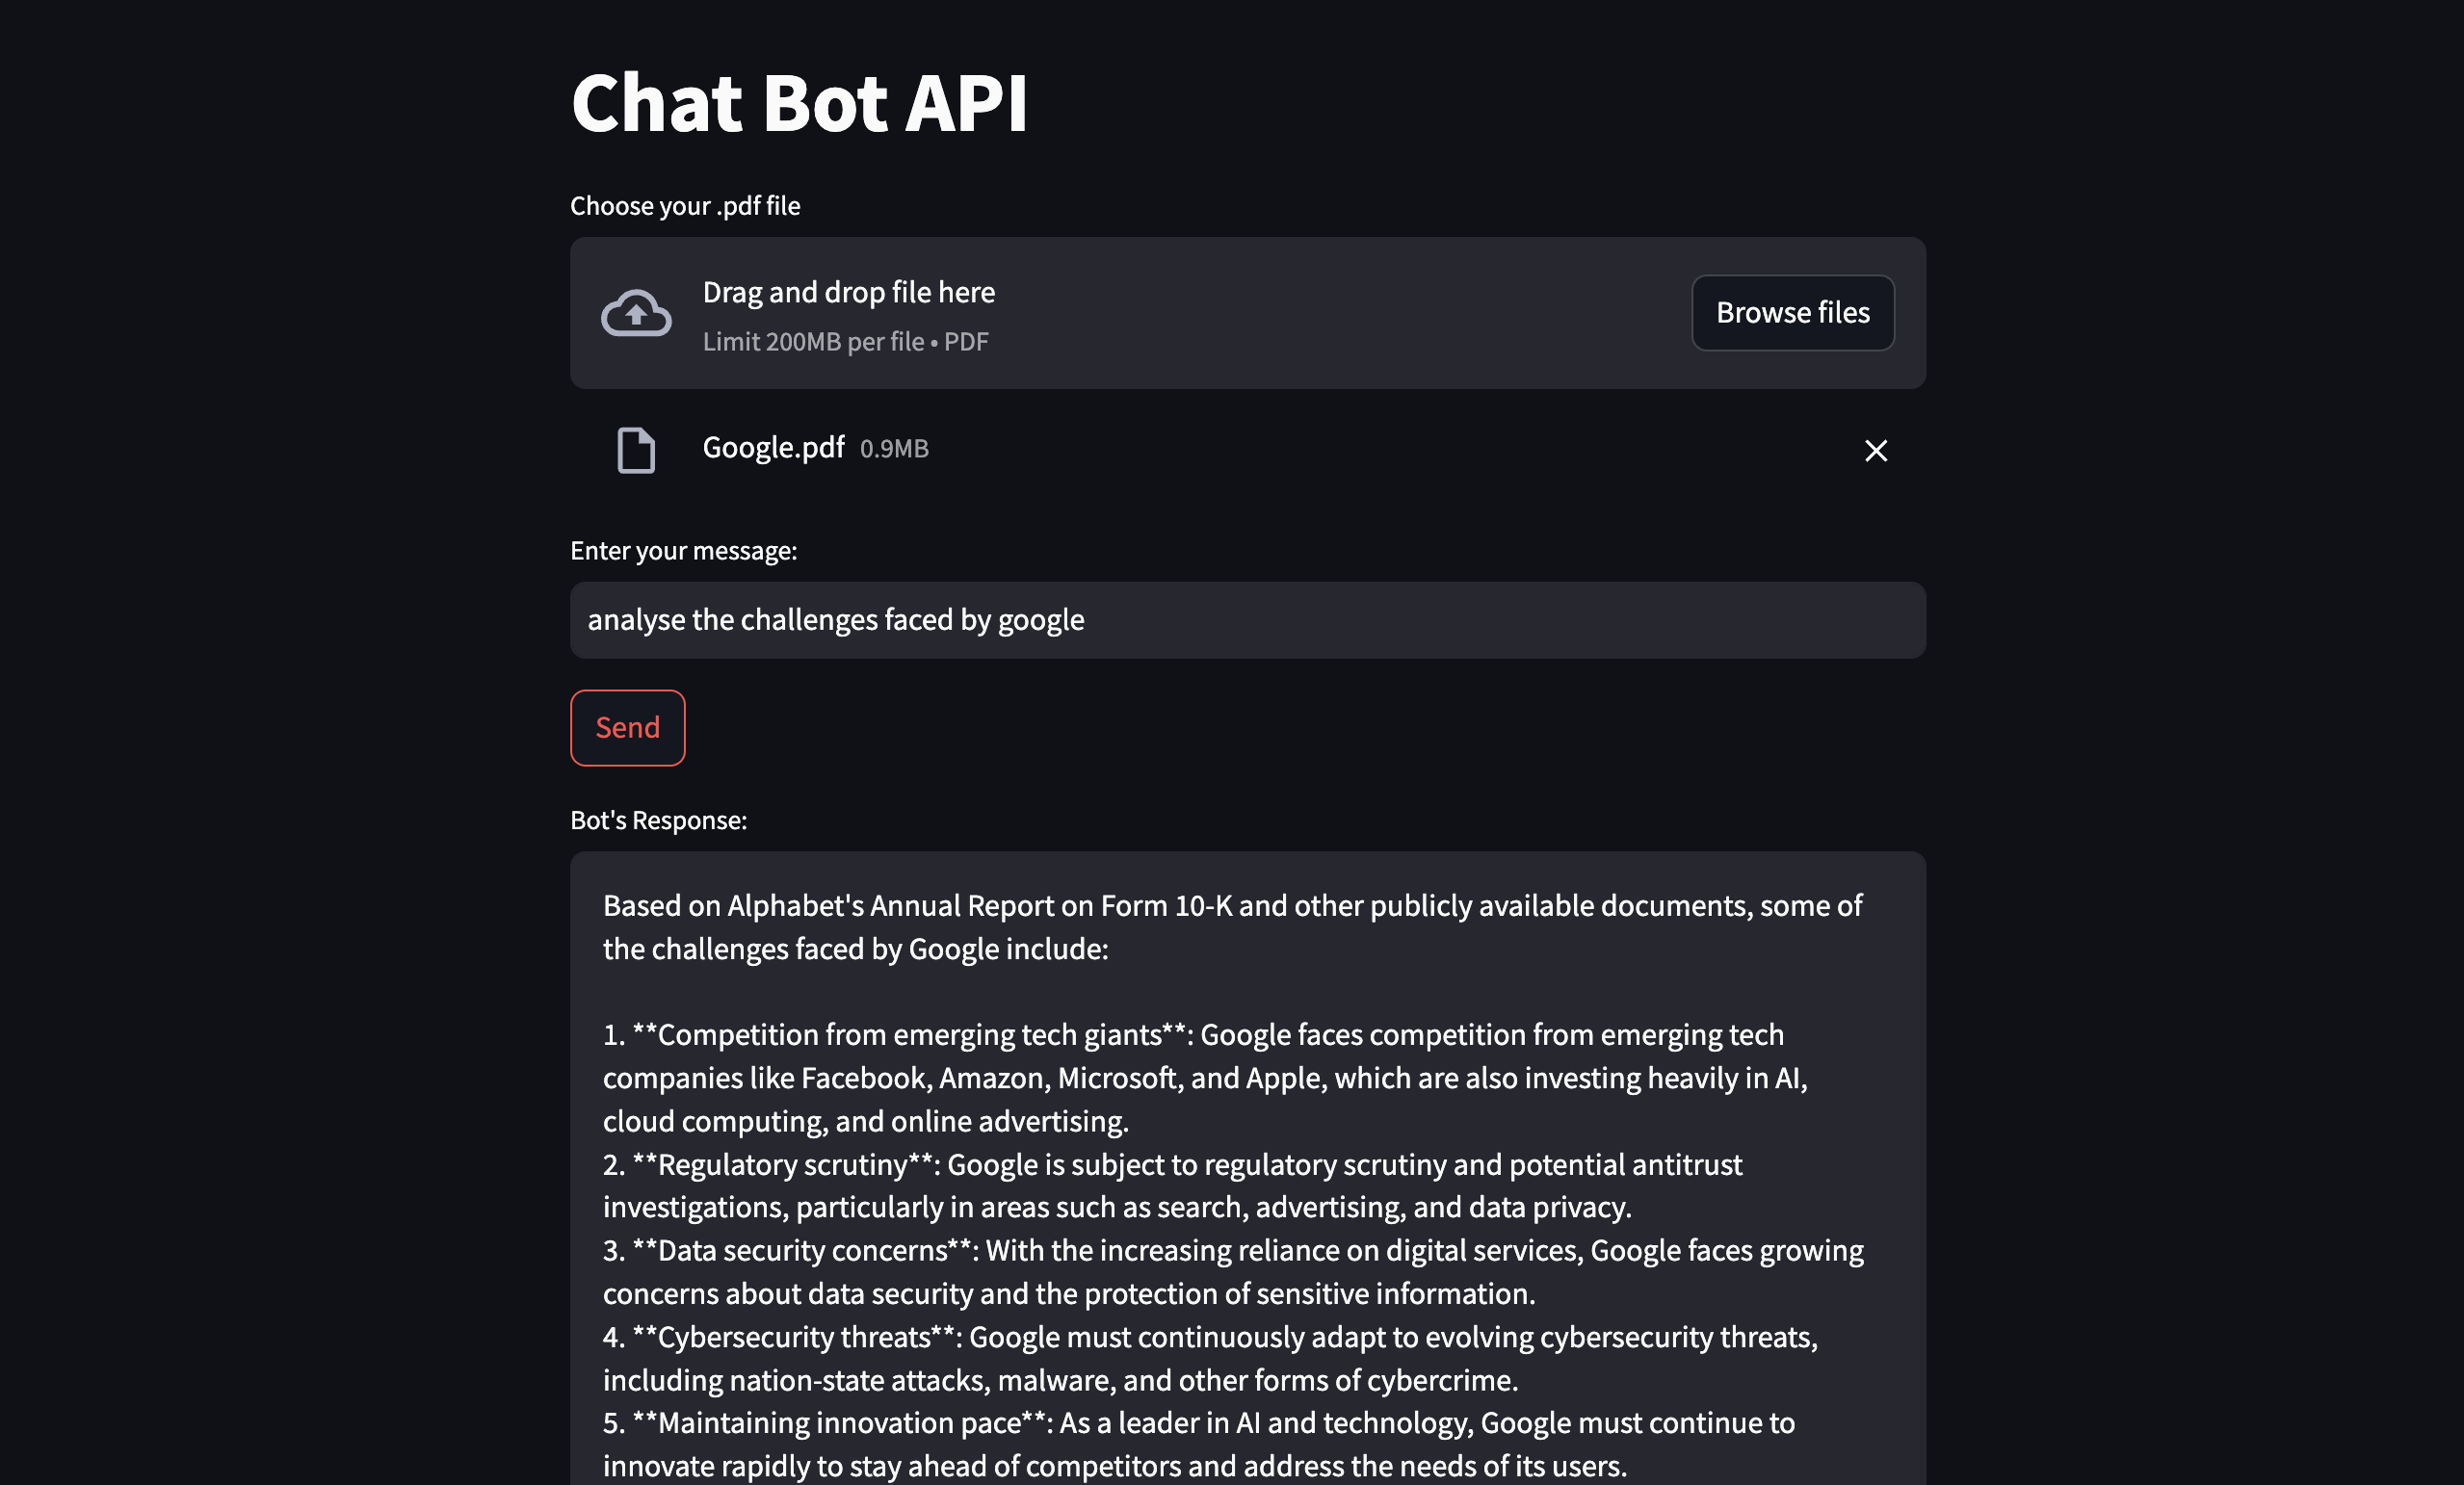 Chat Bot API
Choose your .pdf file
Drag and drop file here
Limit 200MB per file • PDF
Browse files
Google.pdf 0.9MB
Enter your message:
analyse the challenges faced by google
Send
Bot's Response:
Based on Alphabet's Annual Report on Form 10-K and other publicly available documents, some of
the challenges faced by Google include:
1. **Competition from emerging tech giants**: Google faces competition from emerging tech
companies like Facebook, Amazon, Microsoft, and Apple, which are also investing heavily in AI,
cloud computing, and online advertising.
2. **Regulatory scrutiny**: Google is subject to regulatory scrutiny and potential antitrust
investigations, particularly in areas such as search, advertising, and data privacy.
3. **Data security concerns**: With the increasing reliance on digital services, Google faces growing
concerns about data security and the protection of sensitive information.
4. **Cybersecurity threats**: Google must continuously adapt to evolving cybersecurity threats,
including nation-state attacks, malware, and other forms of cybercrime.
5. **Maintaining innovation pace**: As a leader in AI and technology, Google must continue to
innovate rapidly to stay ahead of competitors and address the needs of its users.